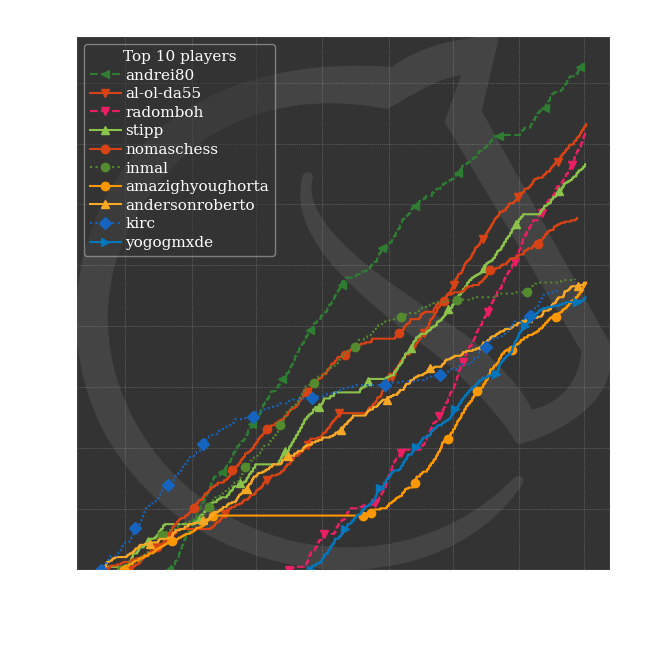 Top 10 players
andrei80
al-ol-da55
radomboh
stipp
nomaschess
inmal
amazighyoughorta
andersonroberto
kirc
yogogmxde